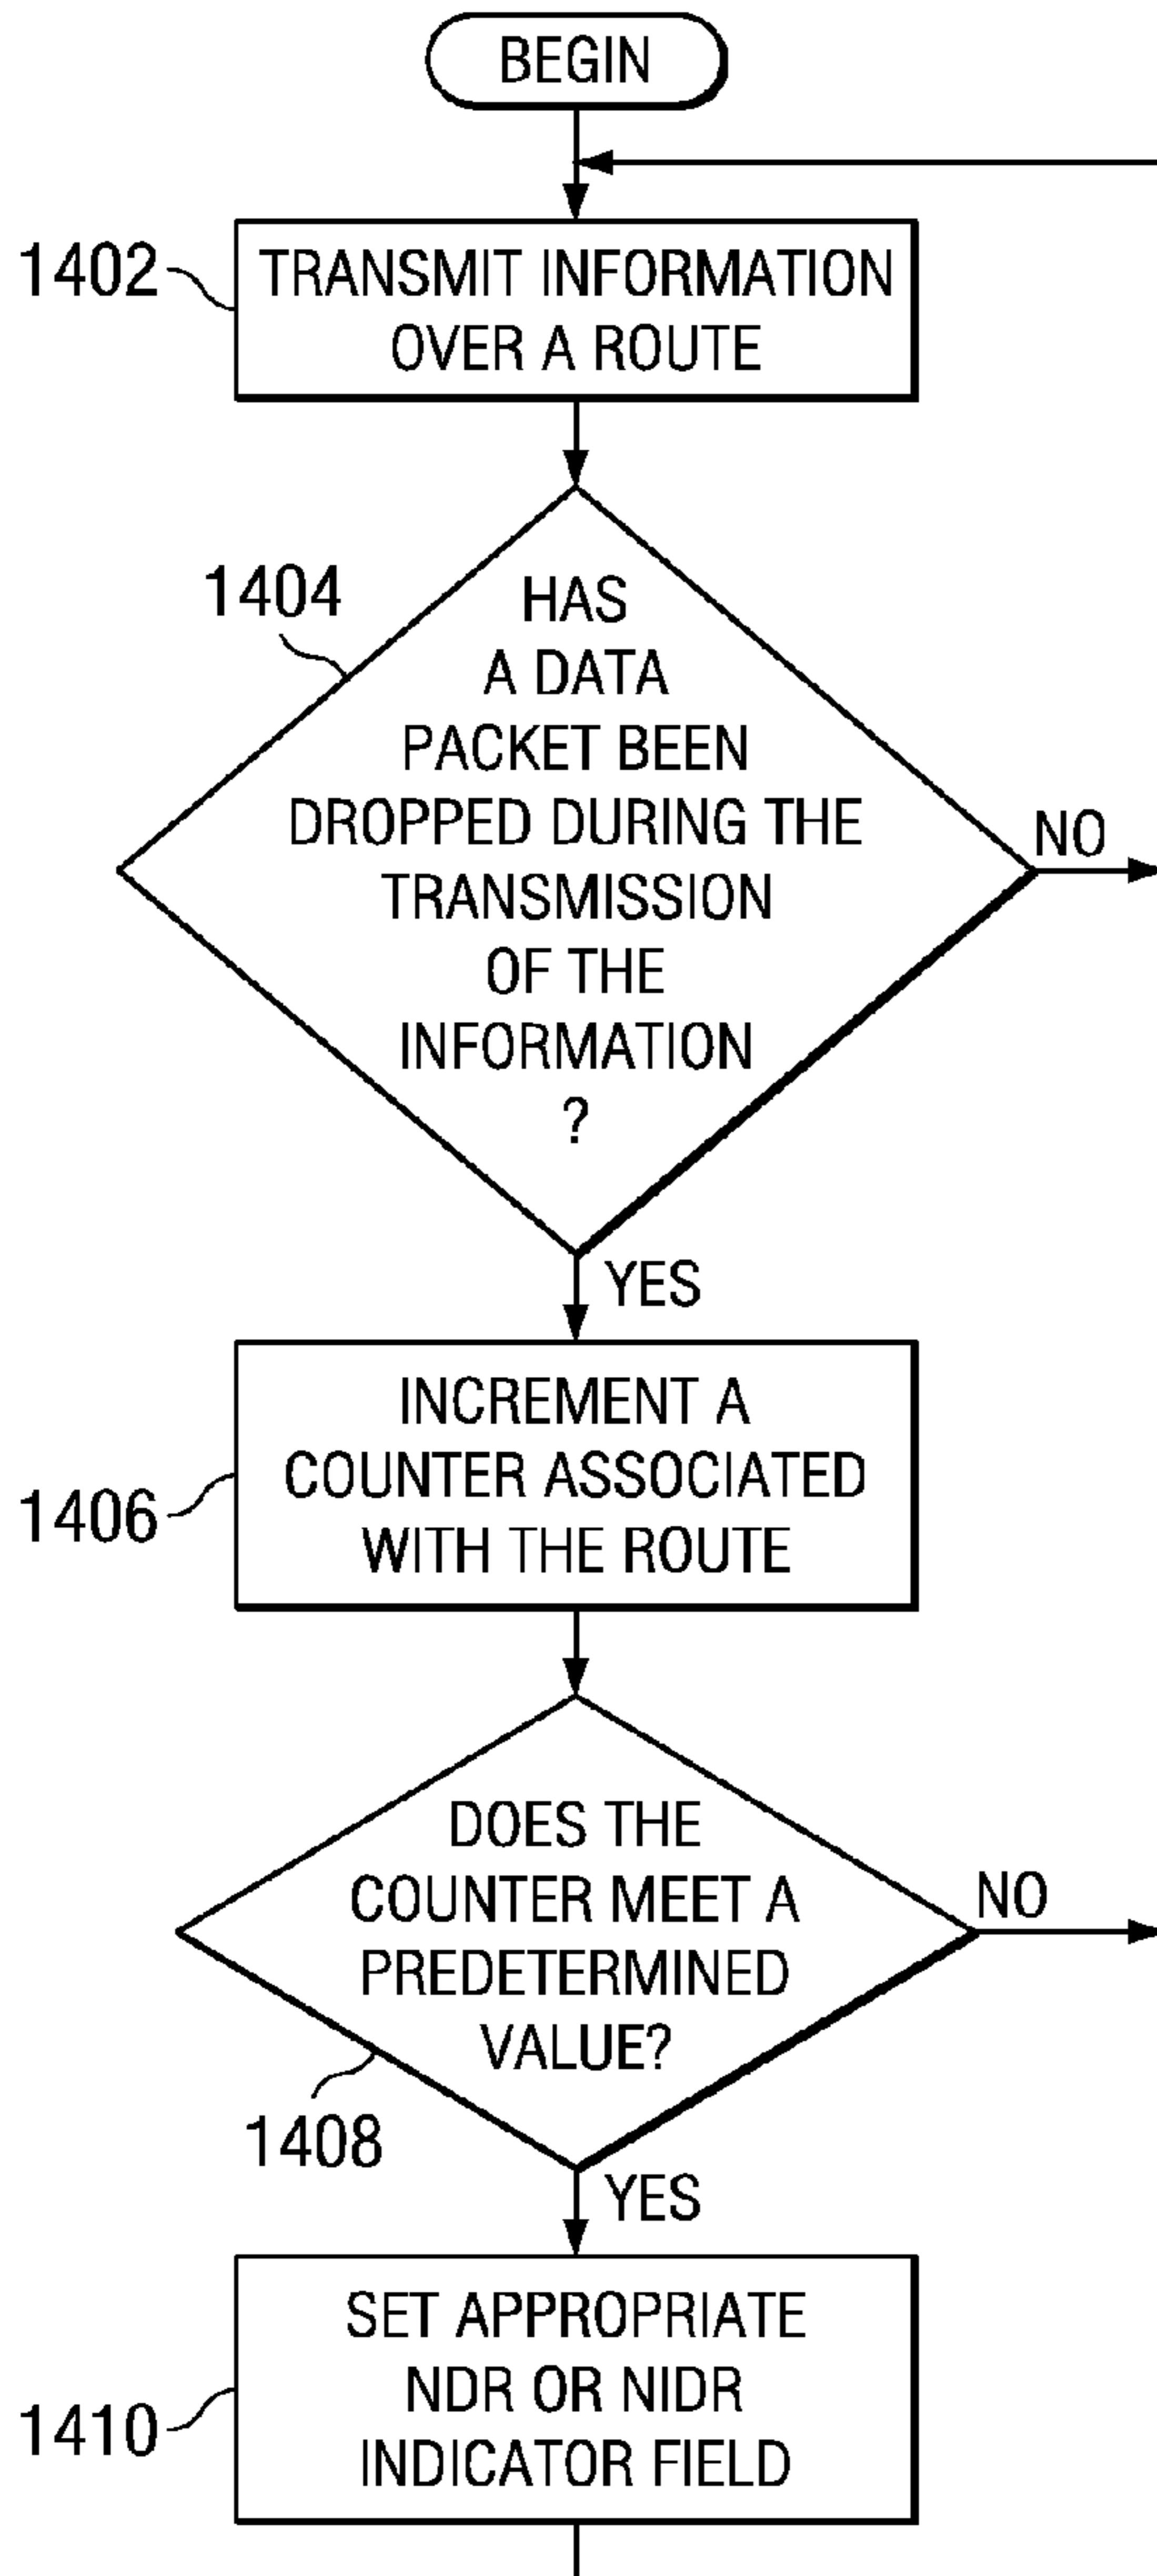 BEGIN
1402
TRANSMIT INFORMATION
OVER A ROUTE
1404
HAS
A DATA
PACKET BEEN
DROPPED DURING THE
TRANSMISSION
OF THE
INFORMATION
?
NO
YES
1406
INCREMENT A
COUNTER ASSOCIATED
WITH THE ROUTE
DOES THE
COUNTER MEET A
PREDETERMINED
VALUE?
NO
1408
YES
1410
SET APPROPRIATE
NDR OR NIDR
INDICATOR FIELD